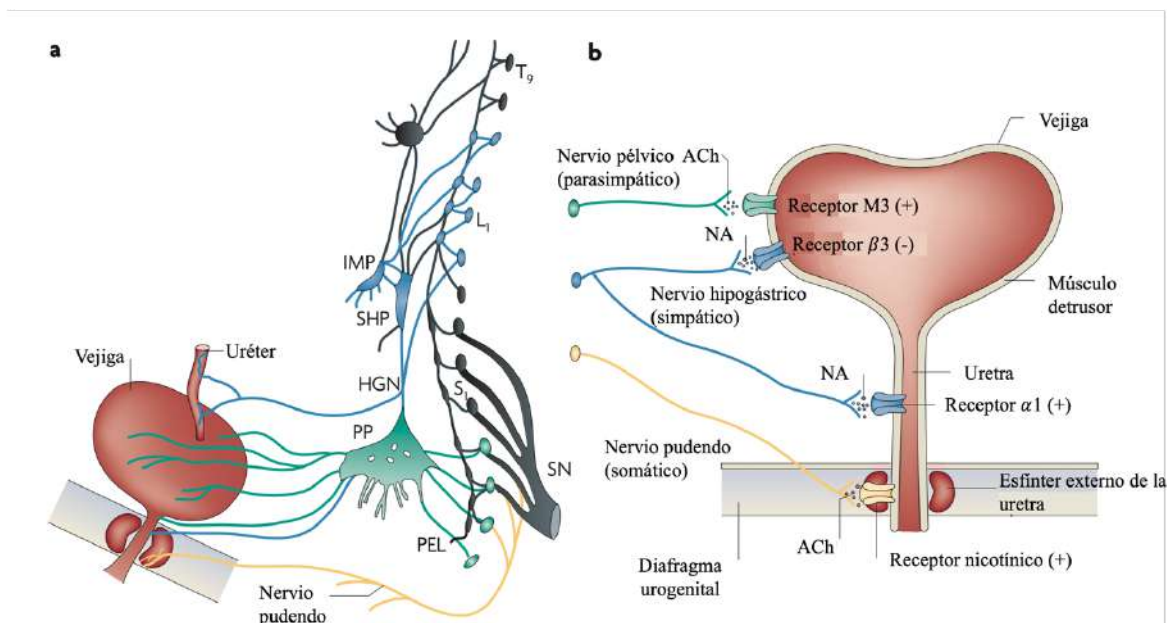 a
T9
L1
IMP
SHP
Uréter
Vejiga
HGN
S1
PP
SN
PEL
Nervio
pudendo
b
Vejiga
Nervio pélvico ACh
(parasimpático)
Receptor M3 (+)
NA
Receptor β3 (-)
Nervio hipogástrico
(simpático)
Músculo
detrusor
NA
Uretra
Receptor α1 (+)
Nervio pudendo
(somático)
Esfínter externo de la
uretra
ACh
Receptor nicotínico (+)
Diafragma
urogenital